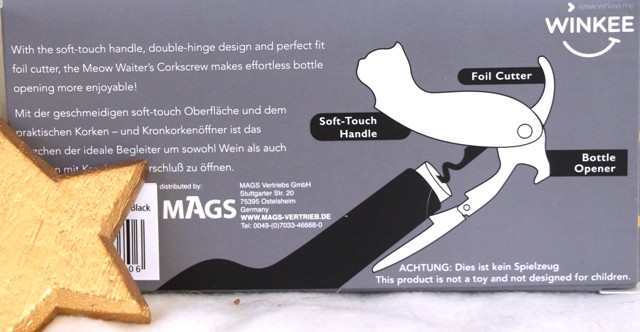 www.winkee.me
WINKEE
With the soft-touch handle, double-hinge design and perfect fit
foil cutter, the Meow Waiter's Corkscrew makes effortless bottle
opening more enjoyable!
Mit der geschmeidigen soft-touch Oberfläche und dem
praktischen Korken – und Kronkorkenöffner ist das
der ideale Begleiter um sowohl Wein als auch
mit zu öffnen.
Foil Cutter
Soft-Touch
Handle
Bottle
Opener
Black
06
distributed by:
MAGS
MAGS Vertriebs GmbH
Stuttgarter Str. 20
75395 Ostelsheim
Germany
WWW.MAGS-VERTRIEB.DE
Tel: 0049-(0)7033-46668-0
ACHTUNG: Dies ist kein Spielzeug
This product is not a toy and not designed for children.